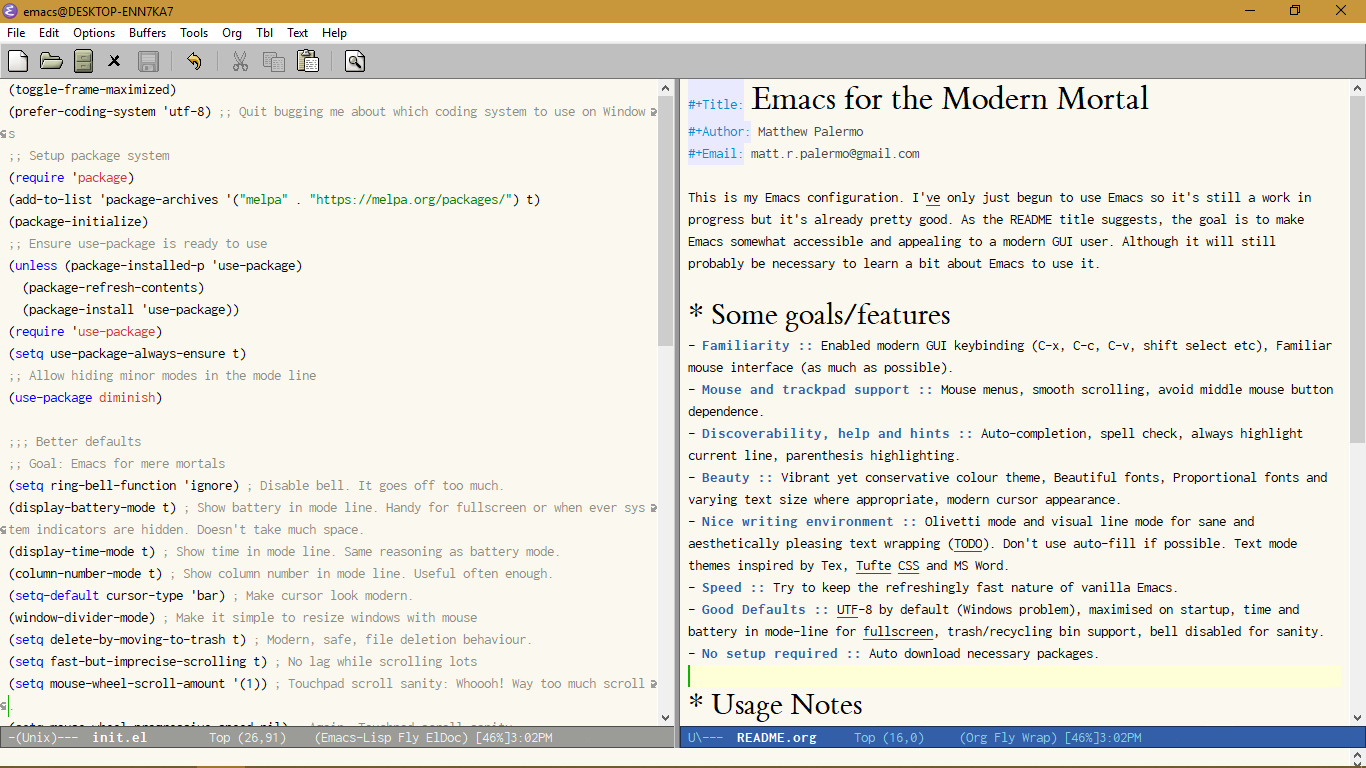 emacs@DESKTOP-ENN7KA7
File Edit Options Buffers Tools Org Tbl Text Help
(toggle-frame-maximized)
(prefer-coding-system 'utf-8) ;; Quit bugging me about which coding system to use on Window
s
;; Setup package system
(require 'package)
(add-to-list 'package-archives '("melpa" . "https://melpa.org/packages/") t)
(package-initialize)
;; Ensure use-package is ready to use
(unless (package-installed-p 'use-package)
  (package-refresh-contents)
  (package-install 'use-package))
(require 'use-package)
(setq use-package-always-ensure t)
;; Allow hiding minor modes in the mode line
(use-package diminish)
;;; Better defaults
;; Goal: Emacs for mere mortals
(setq ring-bell-function 'ignore) ; Disable bell. It goes off too much.
(display-battery-mode t) ; Show battery in mode line. Handy for fullscreen or when ever sys
tem indicators are hidden. Doesn't take much space.
(display-time-mode t) ; Show time in mode line. Same reasoning as battery mode.
(column-number-mode t) ; Show column number in mode line. Useful often enough.
(setq-default cursor-type 'bar) ; Make cursor look modern.
(window-divider-mode) ; Make it simple to resize windows with mouse
(setq delete-by-moving-to-trash t) ; Modern, safe, file deletion behaviour.
(setq fast-but-imprecise-scrolling t) ; No lag while scrolling lots
(setq mouse-wheel-scroll-amount '(1)) ; Touchpad scroll sanity: Whoooh! Way too much scroll
.
(setq mouse-wheel-progressive-speed nil) ; Again. Touchpad scroll sanity
-(Unix)--- init.el Top (26,91) (Emacs-Lisp Fly ElDoc) [46%]3:02PM
#+Title: Emacs for the Modern Mortal
#+Author: Matthew Palermo
#+Email: matt.r.palermo@gmail.com
This is my Emacs configuration. I've only just begun to use Emacs so it's still a work in
progress but it's already pretty good. As the README title suggests, the goal is to make
Emacs somewhat accessible and appealing to a modern GUI user. Although it will still
probably be necessary to learn a bit about Emacs to use it.
* Some goals/features
- Familiarity :: Enabled modern GUI keybinding (C-x, C-c, C-v, shift select etc), Familiar
mouse interface (as much as possible).
- Mouse and trackpad support :: Mouse menus, smooth scrolling, avoid middle mouse button
dependence.
- Discoverability, help and hints :: Auto-completion, spell check, always highlight
current line, parenthesis highlighting.
- Beauty :: Vibrant yet conservative colour theme, Beautiful fonts, Proportional fonts and
varying text size where appropriate, modern cursor appearance.
- Nice writing environment :: Olivetti mode and visual line mode for sane and
aesthetically pleasing text wrapping (TODO). Don't use auto-fill if possible. Text mode
themes inspired by Tex, Tufte CSS and MS Word.
- Speed :: Try to keep the refreshingly fast nature of vanilla Emacs.
- Good Defaults :: UTF-8 by default (Windows problem), maximised on startup, time and
battery in mode-line for fullscreen, trash/recycling bin support, bell disabled for sanity.
- No setup required :: Auto download necessary packages.
* Usage Notes
U\--- README.org Top (16,0) (Org Fly Wrap) [46%]3:02PM